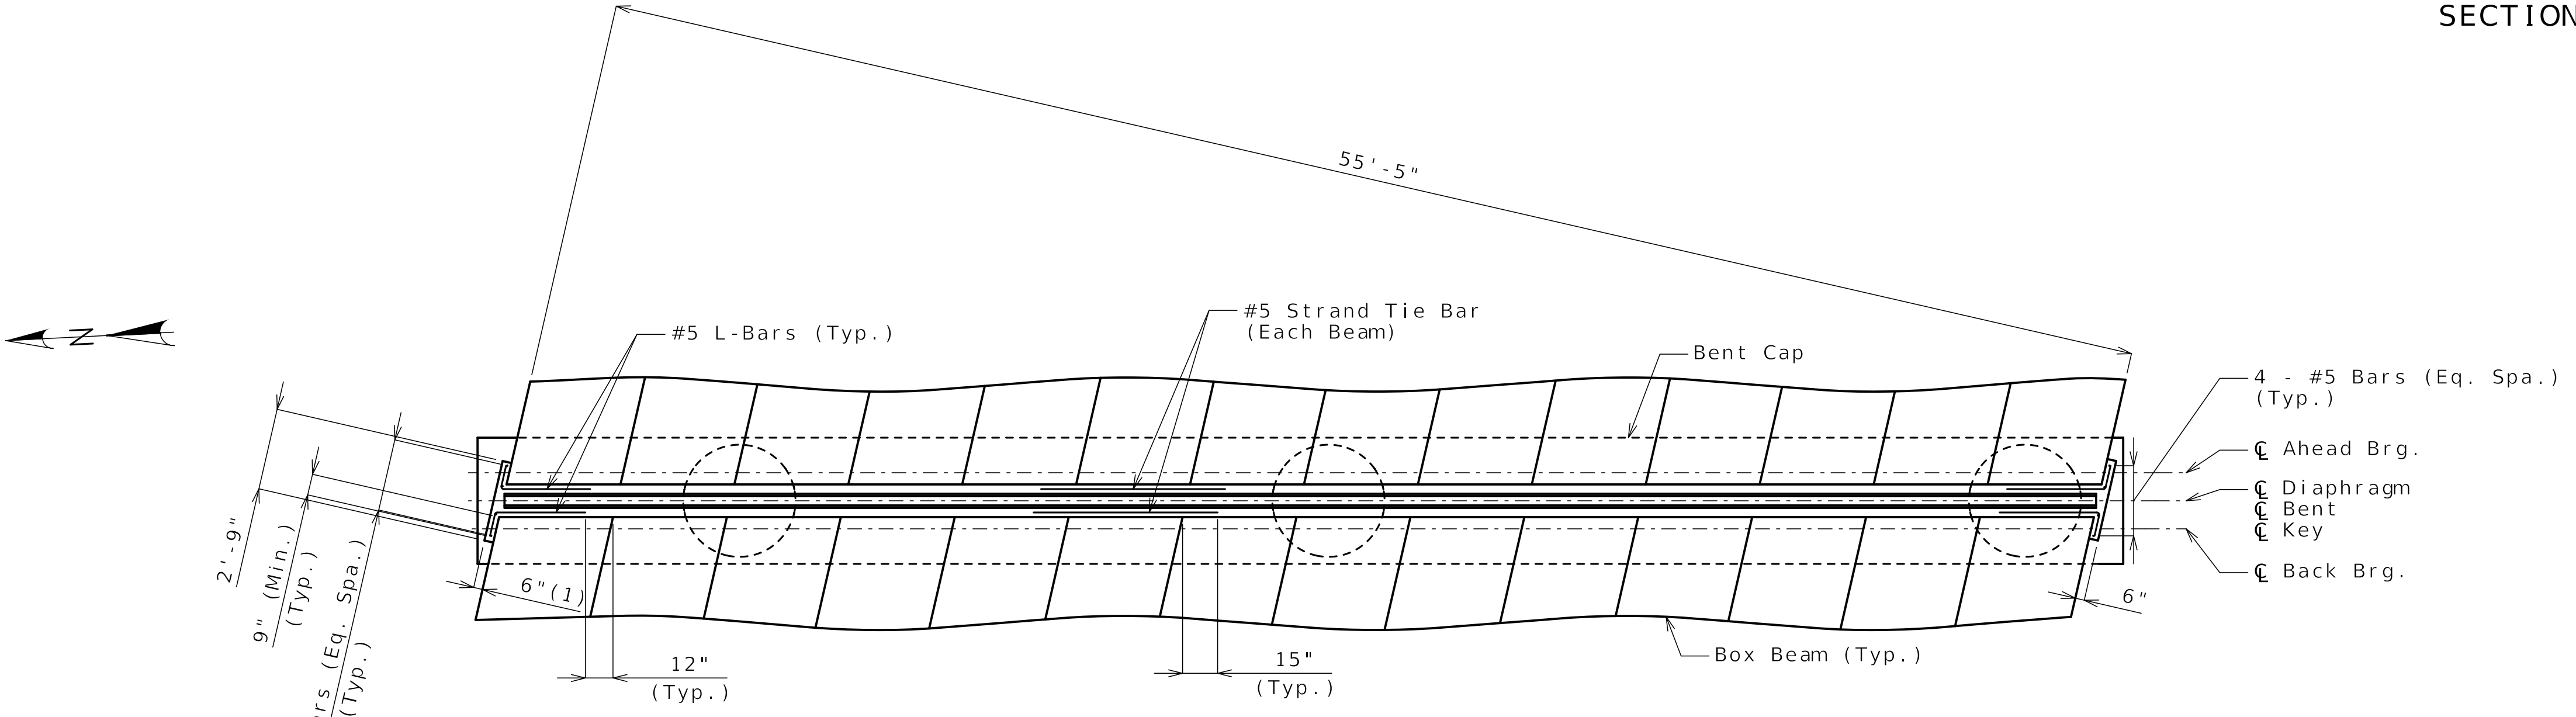 SECTION
55'-5"
#5 L-Bars (Typ.)
#5 Strand Tie Bar
(Each Beam)
Bent Cap
4 - #5 Bars (Eq. Spa.)
(Typ.)
℄ Ahead Brg.
℄ Diaphragm
℄ Bent
℄ Key
℄ Back Brg.
N
2'-9"
9" (Min.)
(Typ.)
(Eq. Spa.)
(Typ.)
6"(1)
6"
12"
(Typ.)
15"
(Typ.)
Box Beam (Typ.)